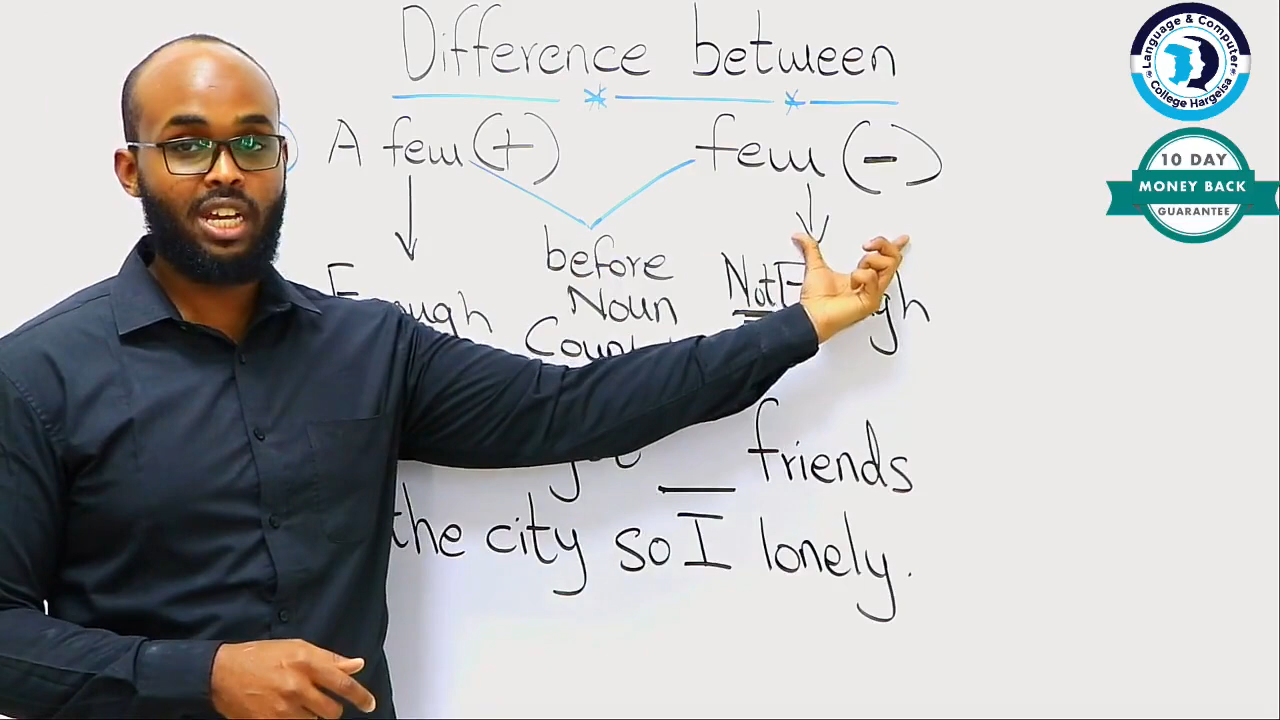 Difference between
A few (+) few (-)
before
Noun
friends
the city so I lonely.
Language & Computer
College Hargeisa
10 DAY
MONEY BACK
GUARANTEE